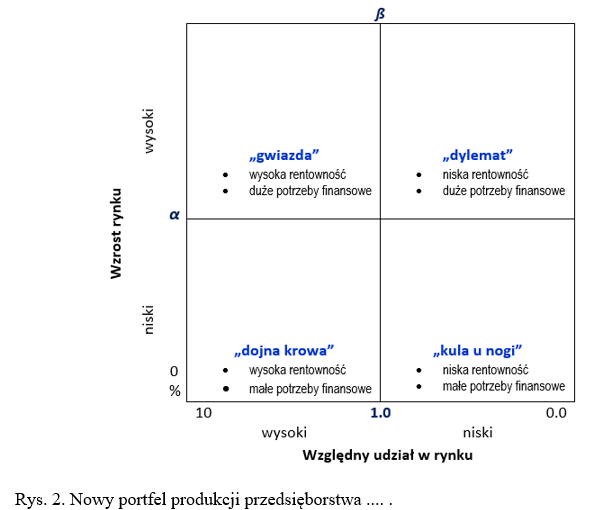 β
wysoki
„gwiazda”
„dylemat”
• wysoka rentowność
• duże potrzeby finansowe
• niska rentowność
• duże potrzeby finansowe
α
Wzrost rynku
niski
„dojna krowa”
„kula u nogi”
0
%
• wysoka rentowność
• małe potrzeby finansowe
• niska rentowność
• małe potrzeby finansowe
10
1.0
0.0
wysoki
niski
Względny udział w rynku
Rys. 2. Nowy portfel produkcji przedsięborstwa .... .